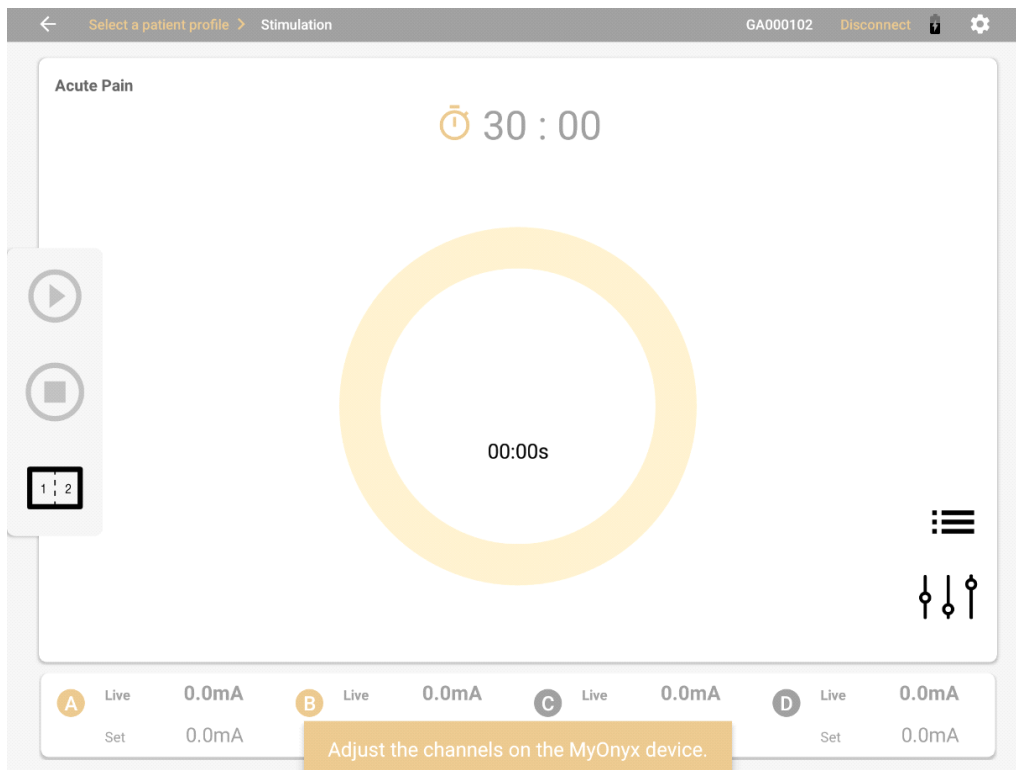 Select a patient profile > Stimulation GA000102 Disconnect
Acute Pain
30 : 00
00:00s
1 2
A Live 0.0mA B Live 0.0mA C Live 0.0mA D Live 0.0mA
Set 0.0mA Set 0.0mA
Adjust the channels on the MyOnyx device.